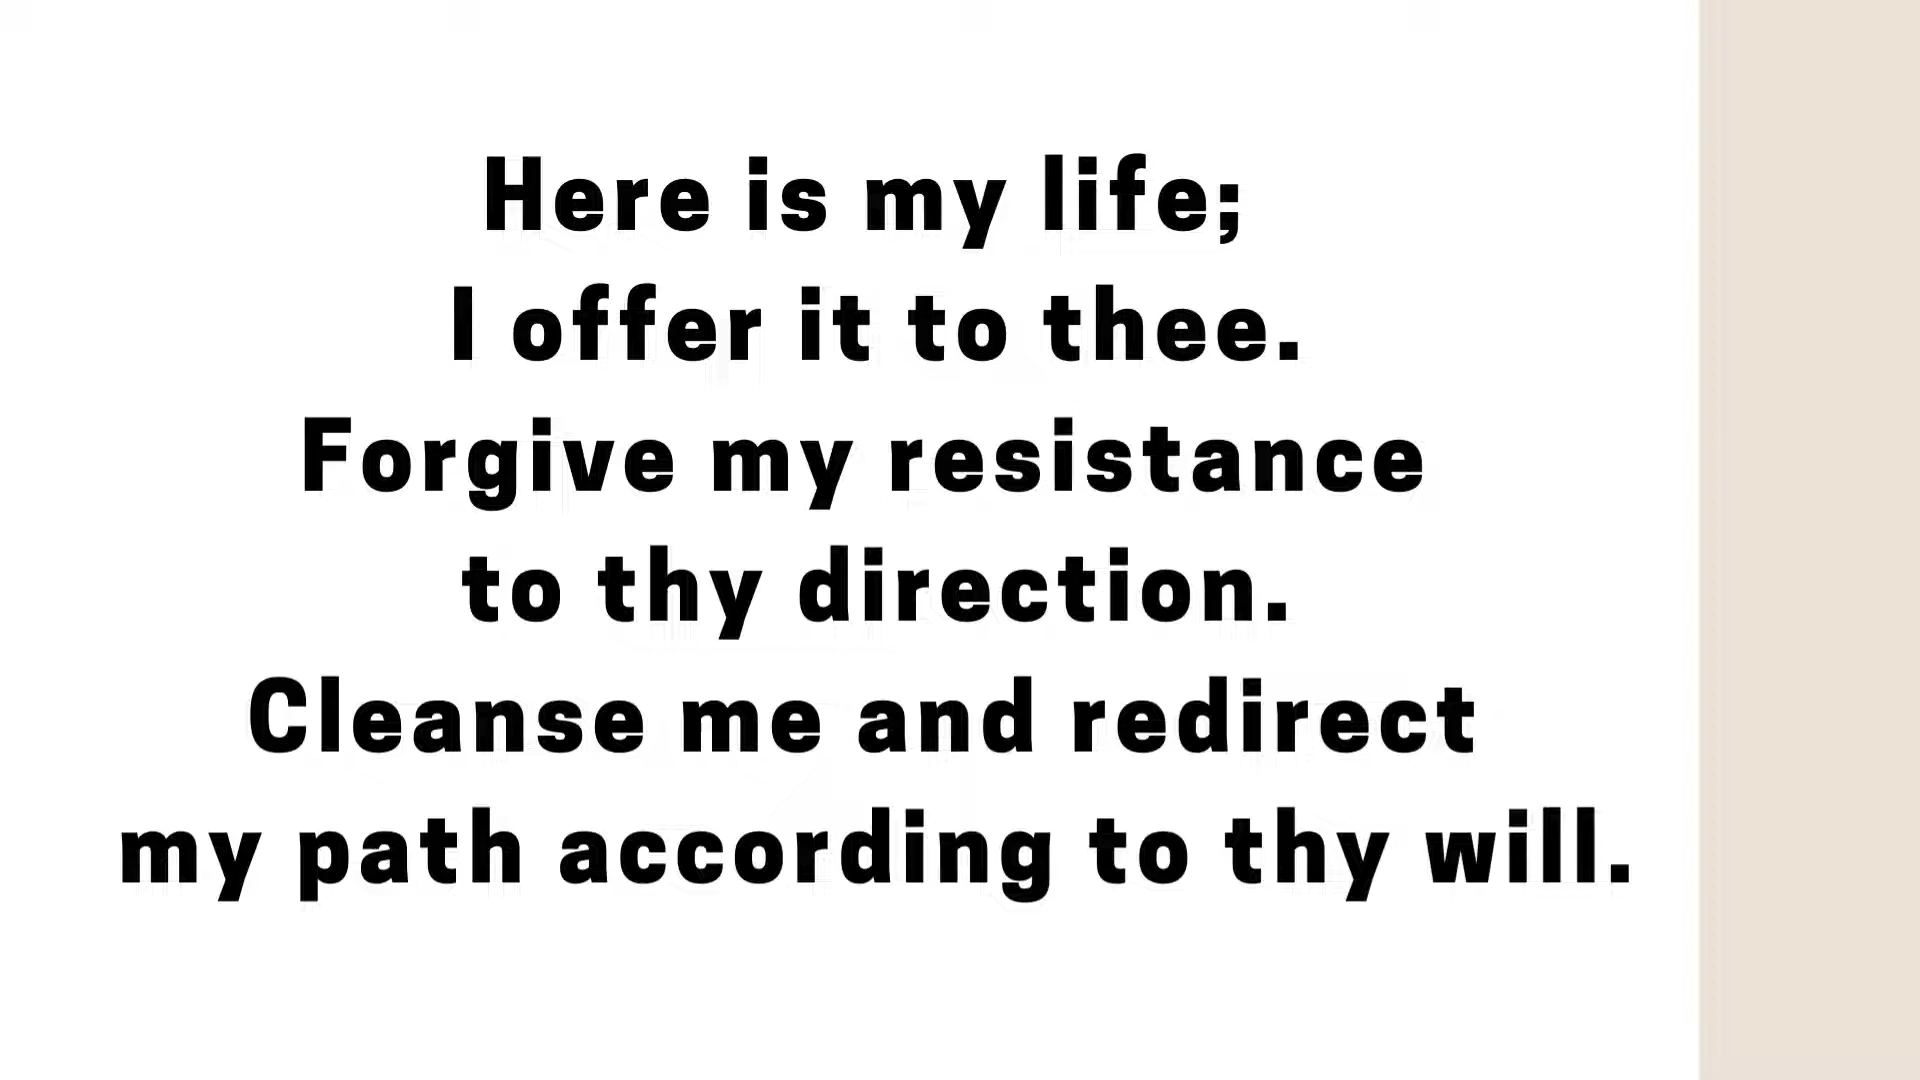 Here is my life;
I offer it to thee.
Forgive my resistance
to thy direction.
Cleanse me and redirect
my path according to thy will.